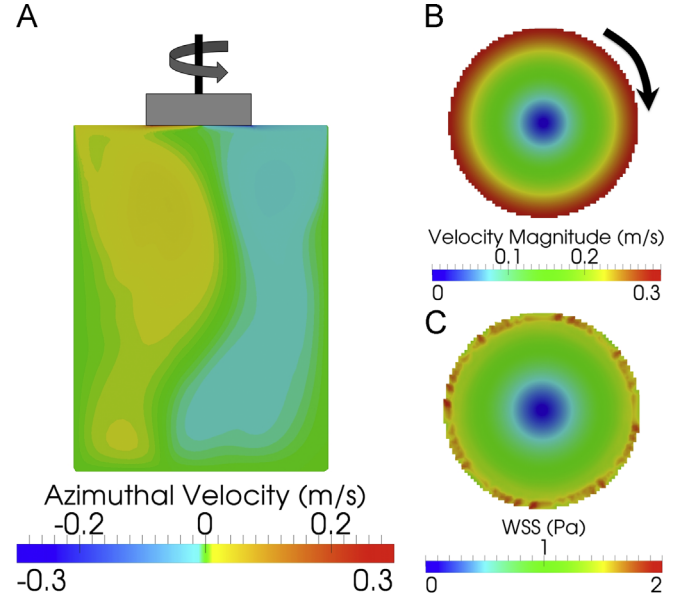 A
Azimuthal Velocity (m/s)
-0.2 0 0.2
-0.3 0.3
B
Velocity Magnitude (m/s)
0.1 0.2
0 0.3
C
WSS (Pa)
1
0 2